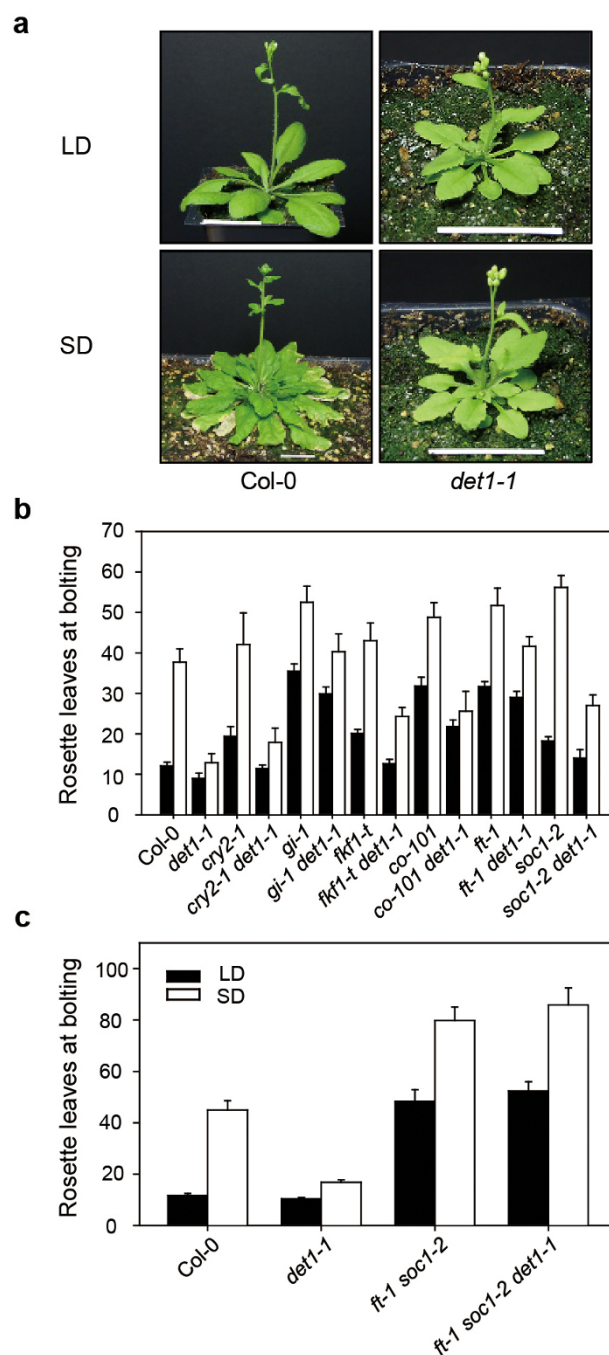 a
LD
SD
Col-0
det1-1
b
Rosette leaves at bolting
70
60
50
40
30
20
10
0
Col-0
det1-1
cry2-1
cry2-1 det1-1
gi-1
gi-1 det1-1
fkf1-t
fkf1-t det1-1
co-101
co-101 det1-1
ft-1
ft-1 det1-1
soc1-2
soc1-2 det1-1
c
Rosette leaves at bolting
100
80
60
40
20
0
LD
SD
Col-0
det1-1
ft-1 soc1-2
ft-1 soc1-2 det1-1